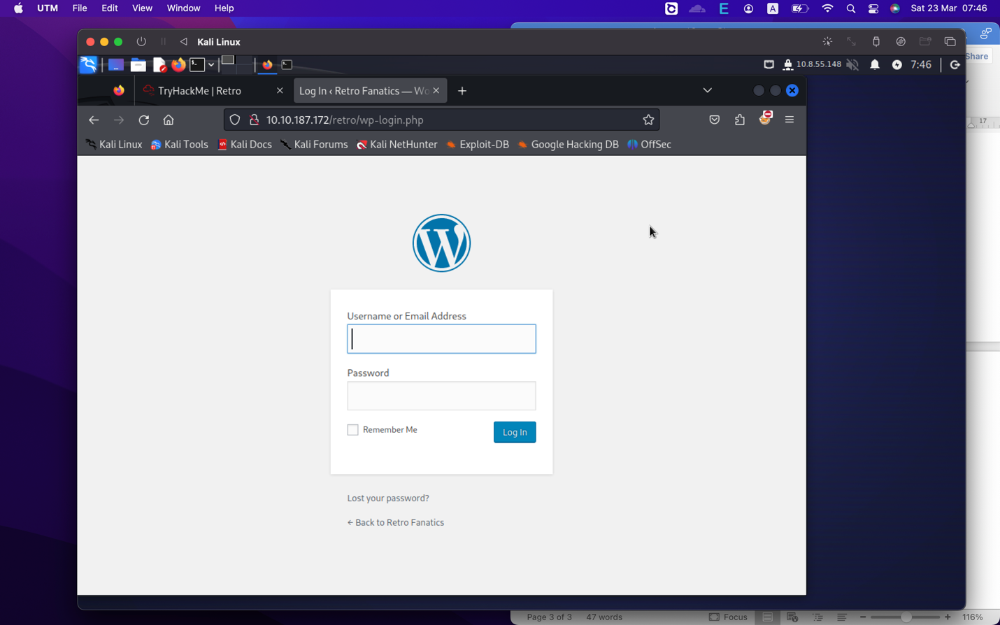 UTM File Edit View Window Help
E A Sat 23 Mar 07:46
Kali Linux
Share
10.8.55.148 7:46
TryHackMe | Retro
Log In ‹ Retro Fanatics — Wo
10.10.187.172/retro/wp-login.php
17
Kali Linux Kali Tools Kali Docs Kali Forums Kali NetHunter Exploit-DB Google Hacking DB OffSec
W
Username or Email Address
Password
Remember Me
Log In
Lost your password?
← Back to Retro Fanatics
Page 3 of 3 47 words Focus 116%